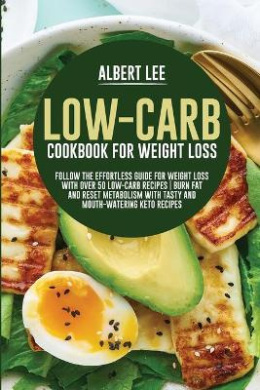 ALBERT LEE
LOW-CARB
COOKBOOK FOR WEIGHT LOSS
FOLLOW THE EFFORTLESS GUIDE FOR WEIGHT LOSS
WITH OVER 50 LOW-CARB RECIPES | BURN FAT
AND RESET METABOLISM WITH TASTY AND
MOUTH-WATERING KETO RECIPES